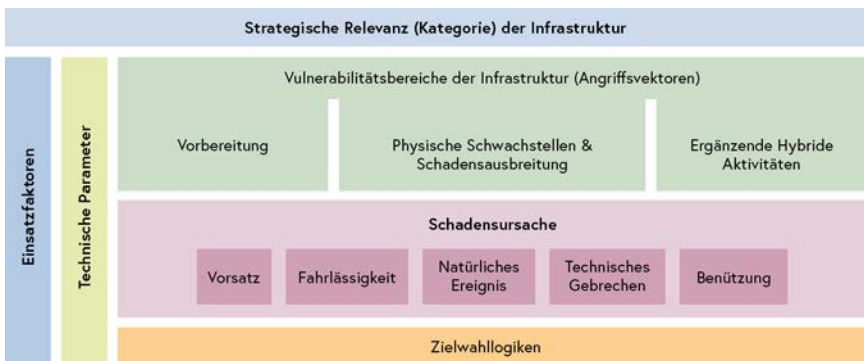 Strategische Relevanz (Kategorie) der Infrastruktur
Einsatzfaktoren
Technische Parameter
Vulnerabilitätsbereiche der Infrastruktur (Angriffsvektoren)
Vorbereitung
Physische Schwachstellen &
Schadensausbreitung
Ergänzende Hybride
Aktivitäten
Schadensursache
Vorsatz
Fahrlässigkeit
Natürliches
Ereignis
Technisches
Gebrechen
Benützung
Zielwahllogiken